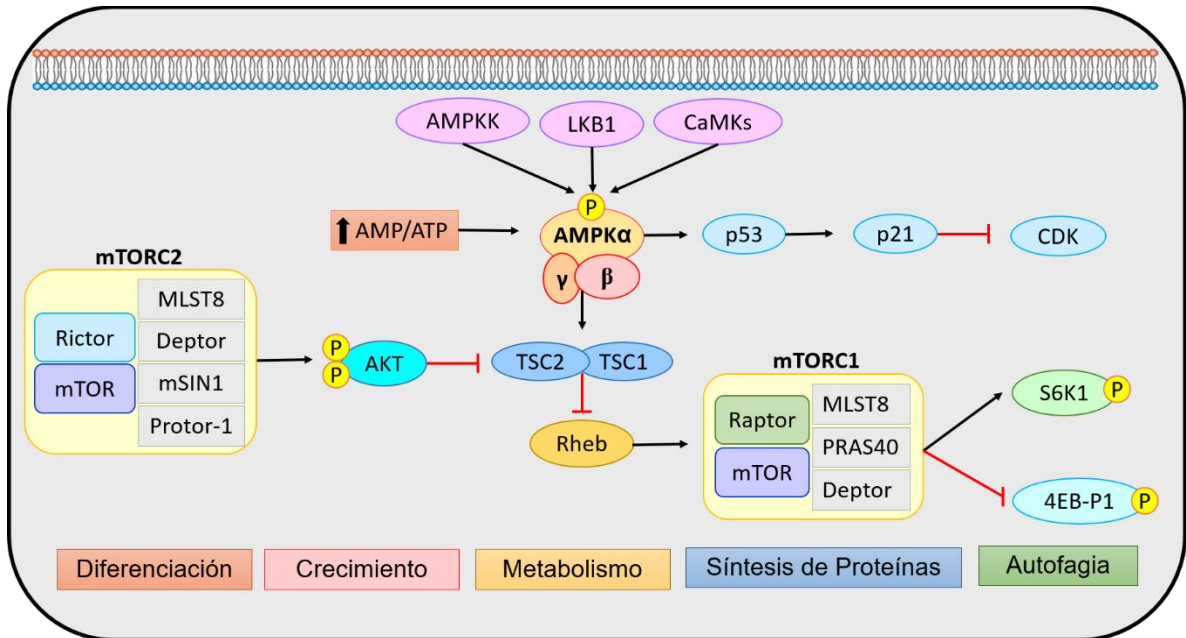 AMPKK
LKB1
CaMKs
P
AMP/ATP
AMPKα
γ
β
p53
p21
CDK
mTORC2
Rictor
mTOR
MLST8
Deptor
mSIN1
Protor-1
P
P
AKT
TSC2
TSC1
Rheb
mTORC1
Raptor
mTOR
MLST8
PRAS40
Deptor
S6K1
P
4EB-P1
P
Diferenciación
Crecimiento
Metabolismo
Síntesis de Proteínas
Autofagia